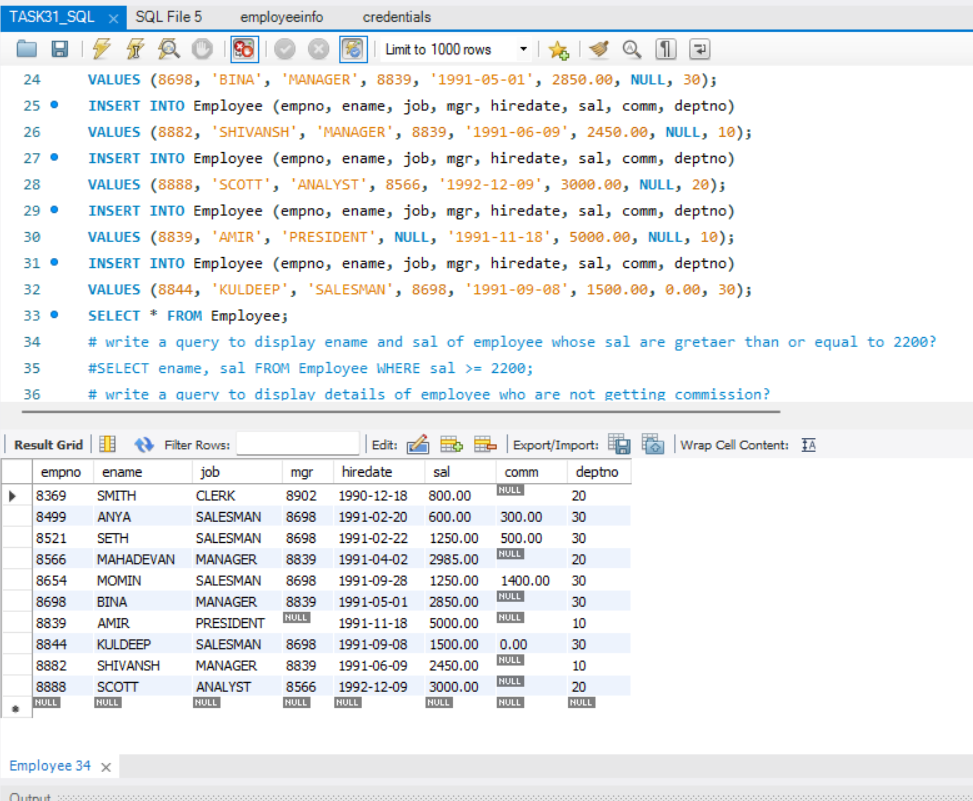 TASK31_SQL SQL File 5 employeeinfo credentials
Limit to 1000 rows
24 VALUES (8698, 'BINA', 'MANAGER', 8839, '1991-05-01', 2850.00, NULL, 30);
25 INSERT INTO Employee (empno, ename, job, mgr, hiredate, sal, comm, deptno)
26 VALUES (8882, 'SHIVANSH', 'MANAGER', 8839, '1991-06-09', 2450.00, NULL, 10);
27 INSERT INTO Employee (empno, ename, job, mgr, hiredate, sal, comm, deptno)
28 VALUES (8888, 'SCOTT', 'ANALYST', 8566, '1992-12-09', 3000.00, NULL, 20);
29 INSERT INTO Employee (empno, ename, job, mgr, hiredate, sal, comm, deptno)
30 VALUES (8839, 'AMIR', 'PRESIDENT', NULL, '1991-11-18', 5000.00, NULL, 10);
31 INSERT INTO Employee (empno, ename, job, mgr, hiredate, sal, comm, deptno)
32 VALUES (8844, 'KULDEEP', 'SALESMAN', 8698, '1991-09-08', 1500.00, 0.00, 30);
33 SELECT * FROM Employee;
34 # write a query to display ename and sal of employee whose sal are gretaer than or equal to 2200?
35 #SELECT ename, sal FROM Employee WHERE sal >= 2200;
36 # write a query to display details of employee who are not getting commission?
Result Grid Filter Rows: Edit: Export/Import: Wrap Cell Content: IA
empno ename job mgr hiredate sal comm deptno
8369 SMITH CLERK 8902 1990-12-18 800.00 NULL 20
8499 ANYA SALESMAN 8698 1991-02-20 600.00 300.00 30
8521 SETH SALESMAN 8698 1991-02-22 1250.00 500.00 30
8566 MAHADEVAN MANAGER 8839 1991-04-02 2985.00 NULL 20
8654 MOMIN SALESMAN 8698 1991-09-28 1250.00 1400.00 30
8698 BINA MANAGER 8839 1991-05-01 2850.00 NULL 30
8839 AMIR PRESIDENT NULL 1991-11-18 5000.00 NULL 10
8844 KULDEEP SALESMAN 8698 1991-09-08 1500.00 0.00 30
8882 SHIVANSH MANAGER 8839 1991-06-09 2450.00 NULL 10
8888 SCOTT ANALYST 8566 1992-12-09 3000.00 NULL 20
NULL NULL NULL NULL NULL NULL NULL NULL
Employee 34
Output